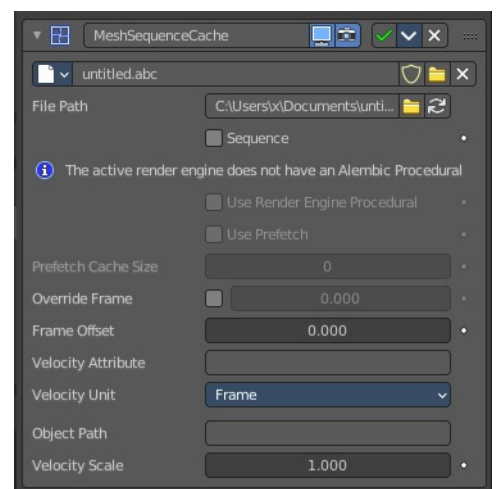 MeshSequenceCache
untitled.abc
File Path C:\Users\x\Documents\unti...
Sequence
The active render engine does not have an Alembic Procedural
Use Render Engine Procedural
Use Prefetch
Prefetch Cache Size 0
Override Frame 0.000
Frame Offset 0.000
Velocity Attribute
Velocity Unit Frame
Object Path
Velocity Scale 1.000